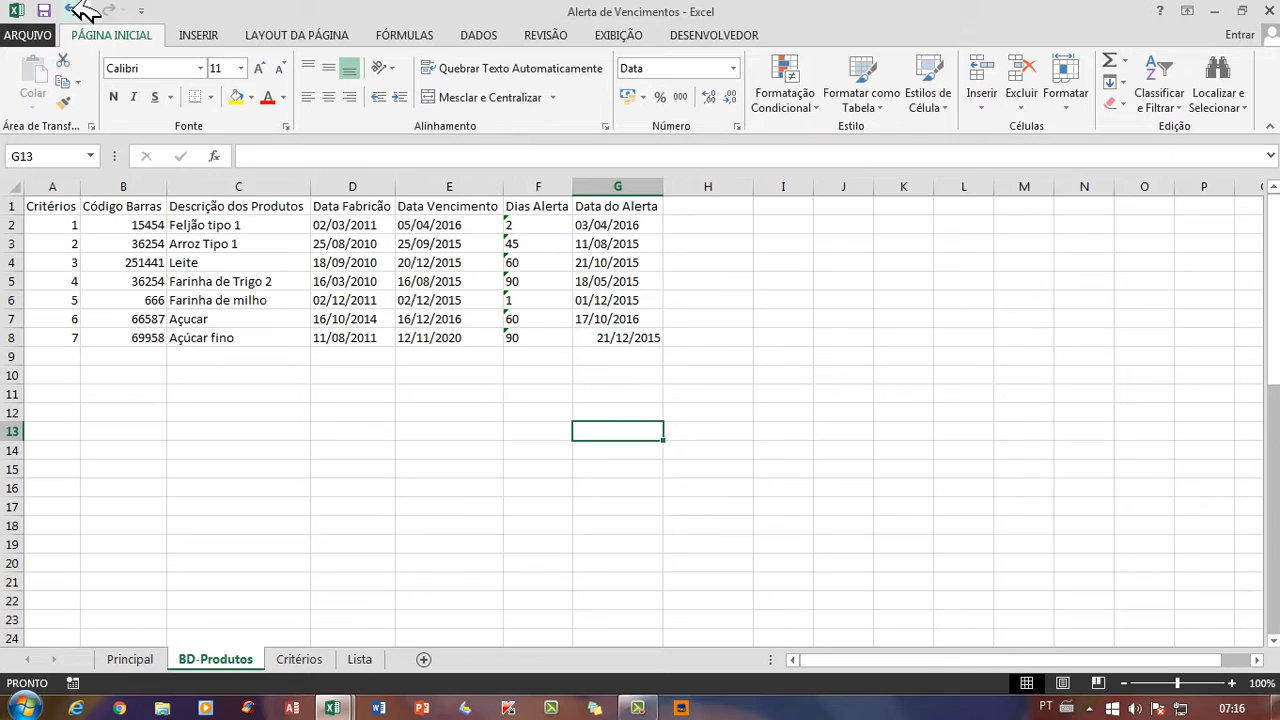 Alerta de Vencimentos - Excel
?
ARQUIVO PÁGINA INICIAL INSERIR LAYOUT DA PÁGINA FÓRMULAS DADOS REVISÃO EXIBIÇÃO DESENVOLVEDOR Entrar
Colar
Calibri 11
N I S
Quebrar Texto Automaticamente
Mesclar e Centralizar
Data
% 000
Formatação Condicional
Formatar como Tabela
Estilos de Célula
Inserir
Excluir
Formatar
Classificar e Filtrar
Localizar e Selecionar
Área de Transf... Fonte Alinhamento Número Estilo Células Edição
G13 fx
A B C D E F G H I J K L M N O P
1 Critérios Código Barras Descrição dos Produtos Data Fabricão Data Vencimento Dias Alerta Data do Alerta
2 1 15454 Feljão tipo 1 02/03/2011 05/04/2016 2 03/04/2016
3 2 36254 Arroz Tipo 1 25/08/2010 25/09/2015 45 11/08/2015
4 3 251441 Leite 18/09/2010 20/12/2015 60 21/10/2015
5 4 36254 Farinha de Trigo 2 16/03/2010 16/08/2015 90 18/05/2015
6 5 666 Farinha de milho 02/12/2011 02/12/2015 1 01/12/2015
7 6 66587 Açucar 16/10/2014 16/12/2016 60 17/10/2016
8 7 69958 Açúcar fino 11/08/2011 12/11/2020 90 21/12/2015
9
10
11
12
13
14
15
16
17
18
19
20
21
22
23
24
Principal BD-Produtos Critérios Lista
PRONTO 100%
PT 07:16